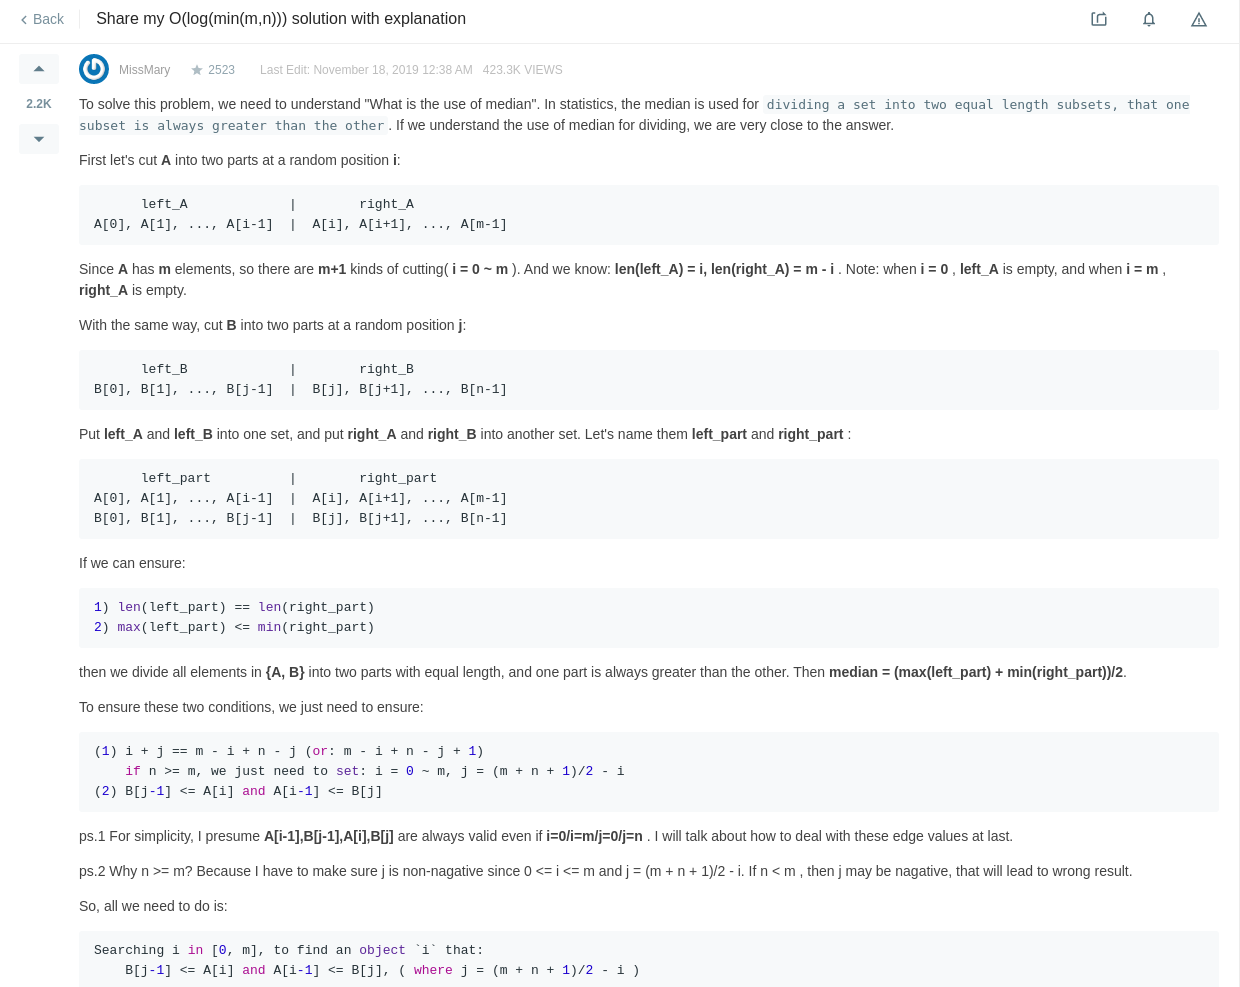 Back
Share my O(log(min(m,n))) solution with explanation
MissMary 2523 Last Edit: November 18, 2019 12:38 AM 423.3K VIEWS
2.2K
To solve this problem, we need to understand "What is the use of median". In statistics, the median is used for dividing a set into two equal length subsets, that one
subset is always greater than the other. If we understand the use of median for dividing, we are very close to the answer.
First let's cut A into two parts at a random position i:
      left_A             |        right_A
A[0], A[1], ..., A[i-1]  |  A[i], A[i+1], ..., A[m-1]
Since A has m elements, so there are m+1 kinds of cutting( i = 0 ~ m ). And we know: len(left_A) = i, len(right_A) = m - i . Note: when i = 0 , left_A is empty, and when i = m ,
right_A is empty.
With the same way, cut B into two parts at a random position j:
      left_B             |        right_B
B[0], B[1], ..., B[j-1]  |  B[j], B[j+1], ..., B[n-1]
Put left_A and left_B into one set, and put right_A and right_B into another set. Let's name them left_part and right_part :
      left_part          |        right_part
A[0], A[1], ..., A[i-1]  |  A[i], A[i+1], ..., A[m-1]
B[0], B[1], ..., B[j-1]  |  B[j], B[j+1], ..., B[n-1]
If we can ensure:
1) len(left_part) == len(right_part)
2) max(left_part) <= min(right_part)
then we divide all elements in {A, B} into two parts with equal length, and one part is always greater than the other. Then median = (max(left_part) + min(right_part))/2.
To ensure these two conditions, we just need to ensure:
(1) i + j == m - i + n - j (or: m - i + n - j + 1)
    if n >= m, we just need to set: i = 0 ~ m, j = (m + n + 1)/2 - i
(2) B[j-1] <= A[i] and A[i-1] <= B[j]
ps.1 For simplicity, I presume A[i-1],B[j-1],A[i],B[j] are always valid even if i=0/i=m/j=0/j=n . I will talk about how to deal with these edge values at last.
ps.2 Why n >= m? Because I have to make sure j is non-nagative since 0 <= i <= m and j = (m + n + 1)/2 - i. If n < m , then j may be nagative, that will lead to wrong result.
So, all we need to do is:
Searching i in [0, m], to find an object `i` that:
    B[j-1] <= A[i] and A[i-1] <= B[j], ( where j = (m + n + 1)/2 - i )